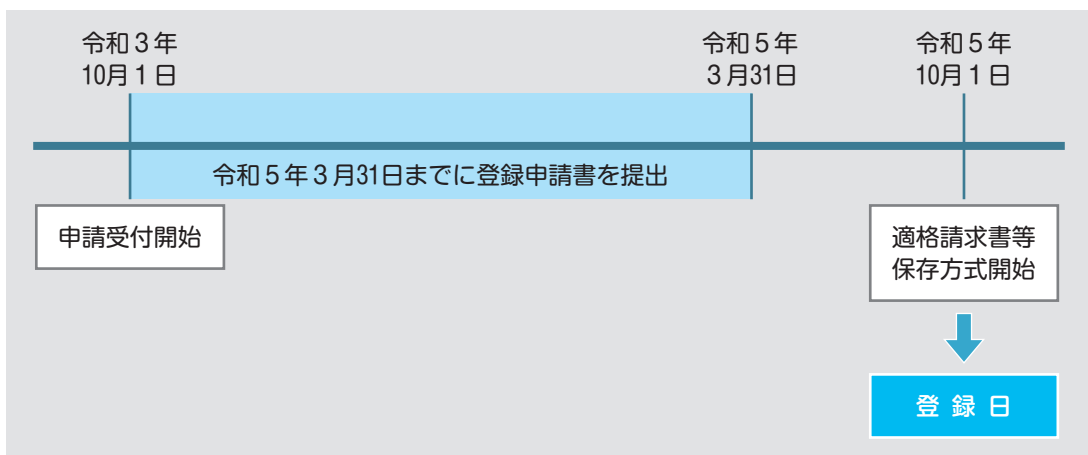 令和３年
10月１日
令和５年
３月31日
令和５年
10月１日
令和５年３月31日までに登録申請書を提出
申請受付開始
適格請求書等
保存方式開始
登録日